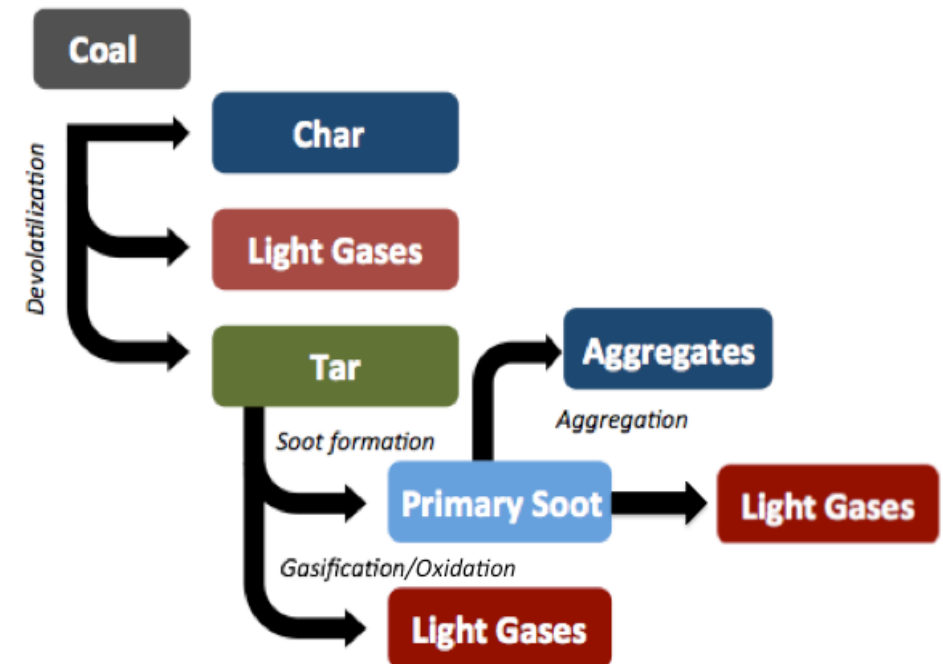 Coal
Devolatilization
Char
Light Gases
Tar
Aggregates
Soot formation
Aggregation
Primary Soot
Light Gases
Gasification/Oxidation
Light Gases